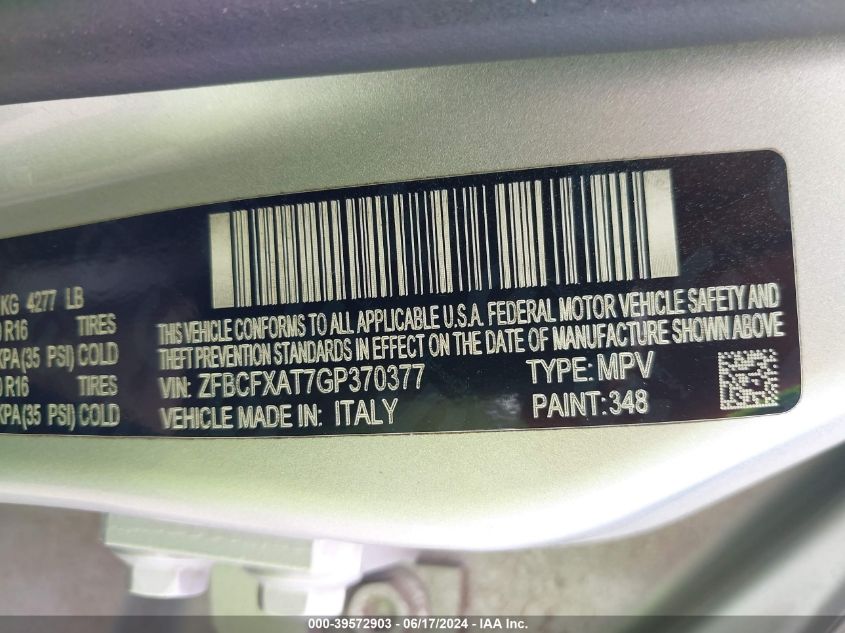 KG 4277 LB
0 R16 TIRES
KPA (35 PSI) COLD
0 R16 TIRES
KPA (35 PSI) COLD
THIS VEHICLE CONFORMS TO ALL APPLICABLE U.S.A. FEDERAL MOTOR VEHICLE SAFETY AND
THEFT PREVENTION STANDARDS IN EFFECT ON THE DATE OF MANUFACTURE SHOWN ABOVE
VIN: ZFBCFXAT7GP370377 TYPE: MPV
VEHICLE MADE IN: ITALY PAINT: 348
000-39572903 / 06/17/2024 - IAA Inc.